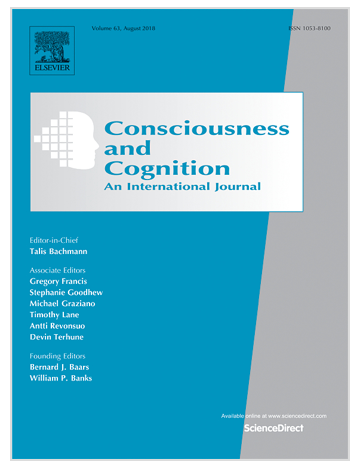 Volume 63, August 2018
ISSN 1053-8100
ELSEVIER
Consciousness
and
Cognition
An International Journal
Editor-in-Chief
Talis Bachmann
Associate Editors
Gregory Francis
Stephanie Goodhew
Michael Graziano
Timothy Lane
Antti Revonsuo
Devin Terhune
Founding Editors
Bernard J. Baars
William P. Banks
Available online at www.sciencedirect.com
ScienceDirect